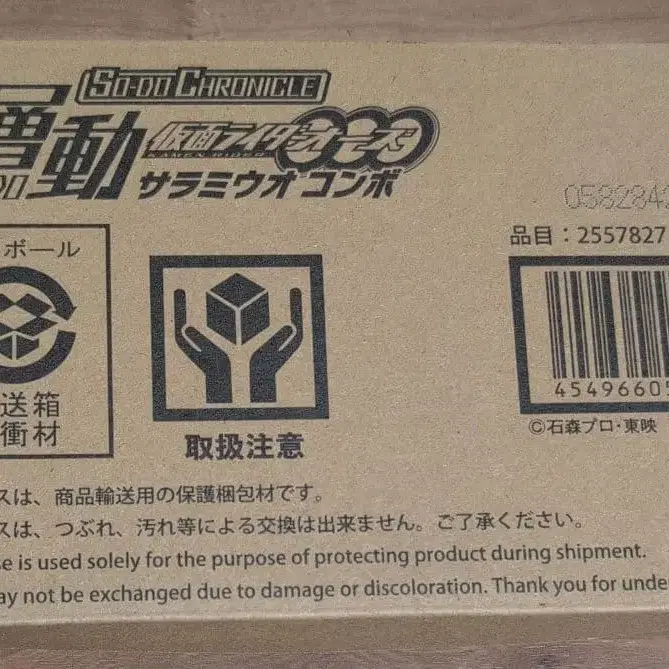 SO-DO CHRONICLE
動
仮面ライダーオーズ
KAMEN RIDER
サラミウオ コンボ
品目：2557827
ボール
4549660
送箱
衝材
取扱注意
©石森プロ・東映
スは、商品輸送用の保護梱包材です。
スは、つぶれ、汚れ等による交換は出来ません。ご了承ください。
se is used solely for the purpose of protecting product during shipment.
ay not be exchanged due to damage or discoloration. Thank you for unde